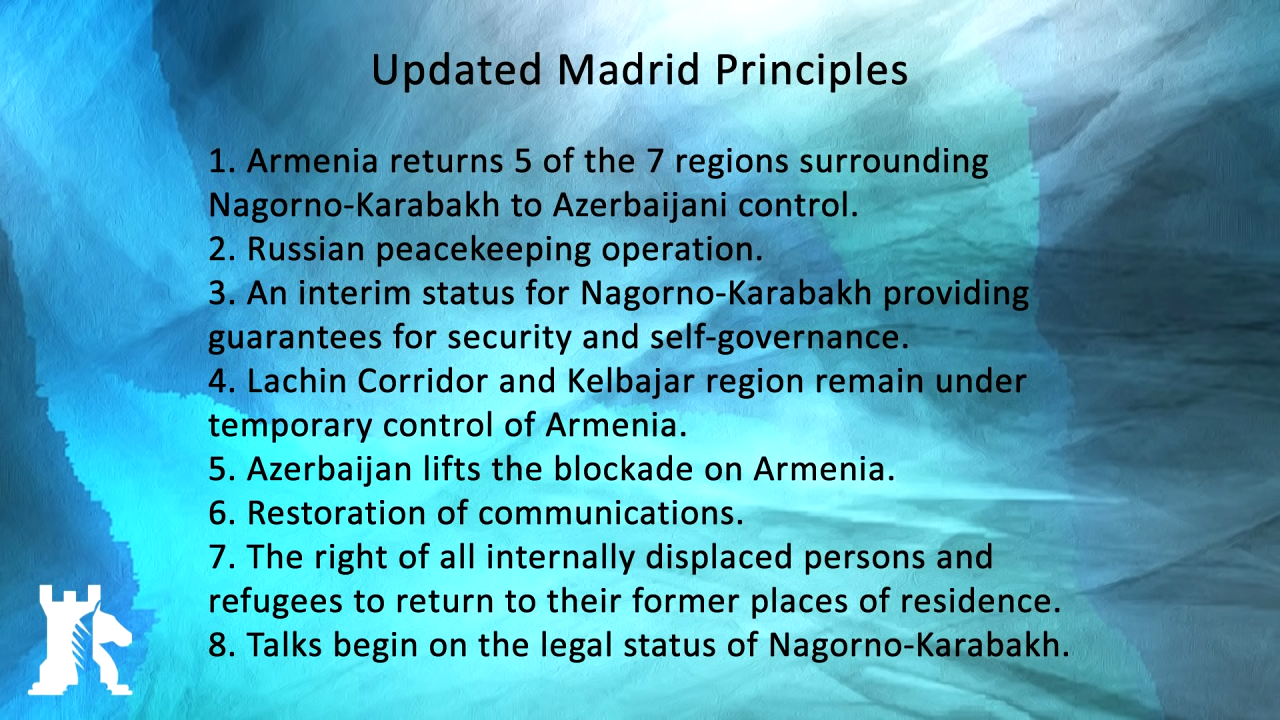 Updated Madrid Principles
1. Armenia returns 5 of the 7 regions surrounding
Nagorno-Karabakh to Azerbaijani control.
2. Russian peacekeeping operation.
3. An interim status for Nagorno-Karabakh providing
guarantees for security and self-governance.
4. Lachin Corridor and Kelbajar region remain under
temporary control of Armenia.
5. Azerbaijan lifts the blockade on Armenia.
6. Restoration of communications.
7. The right of all internally displaced persons and
refugees to return to their former places of residence.
8. Talks begin on the legal status of Nagorno-Karabakh.